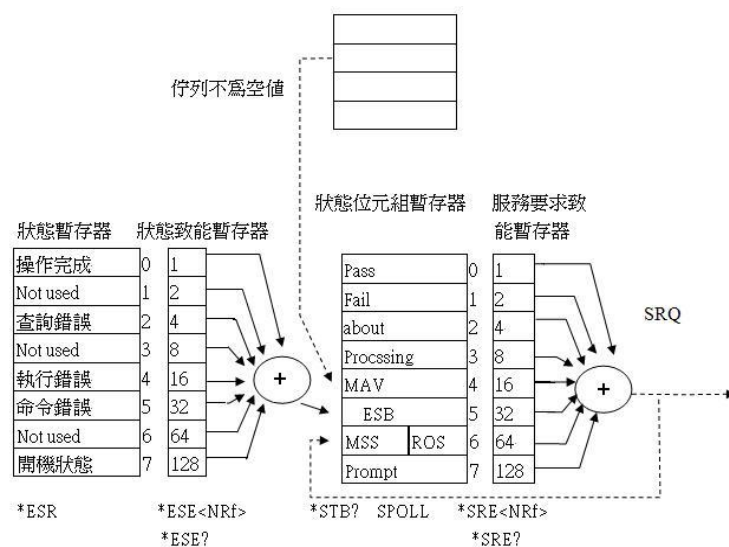 佇列不為空値
狀態暫存器
狀態致能暫存器
狀態位元組暫存器
服務要求致
能暫存器
操作完成 0 1
Not used 1 2
查詢錯誤 2 4
Not used 3 8
執行錯誤 4 16
命令錯誤 5 32
Not used 6 64
開機狀態 7 128
+
Pass 0 1
Fail 1 2
about 2 4
Procssing 3 8
MAV 4 16
ESB 5 32
MSS ROS 6 64
Prompt 7 128
+
SRQ
*ESR *ESE<NRf> *STB? SPOLL *SRE<NRf>
*ESE? *SRE?